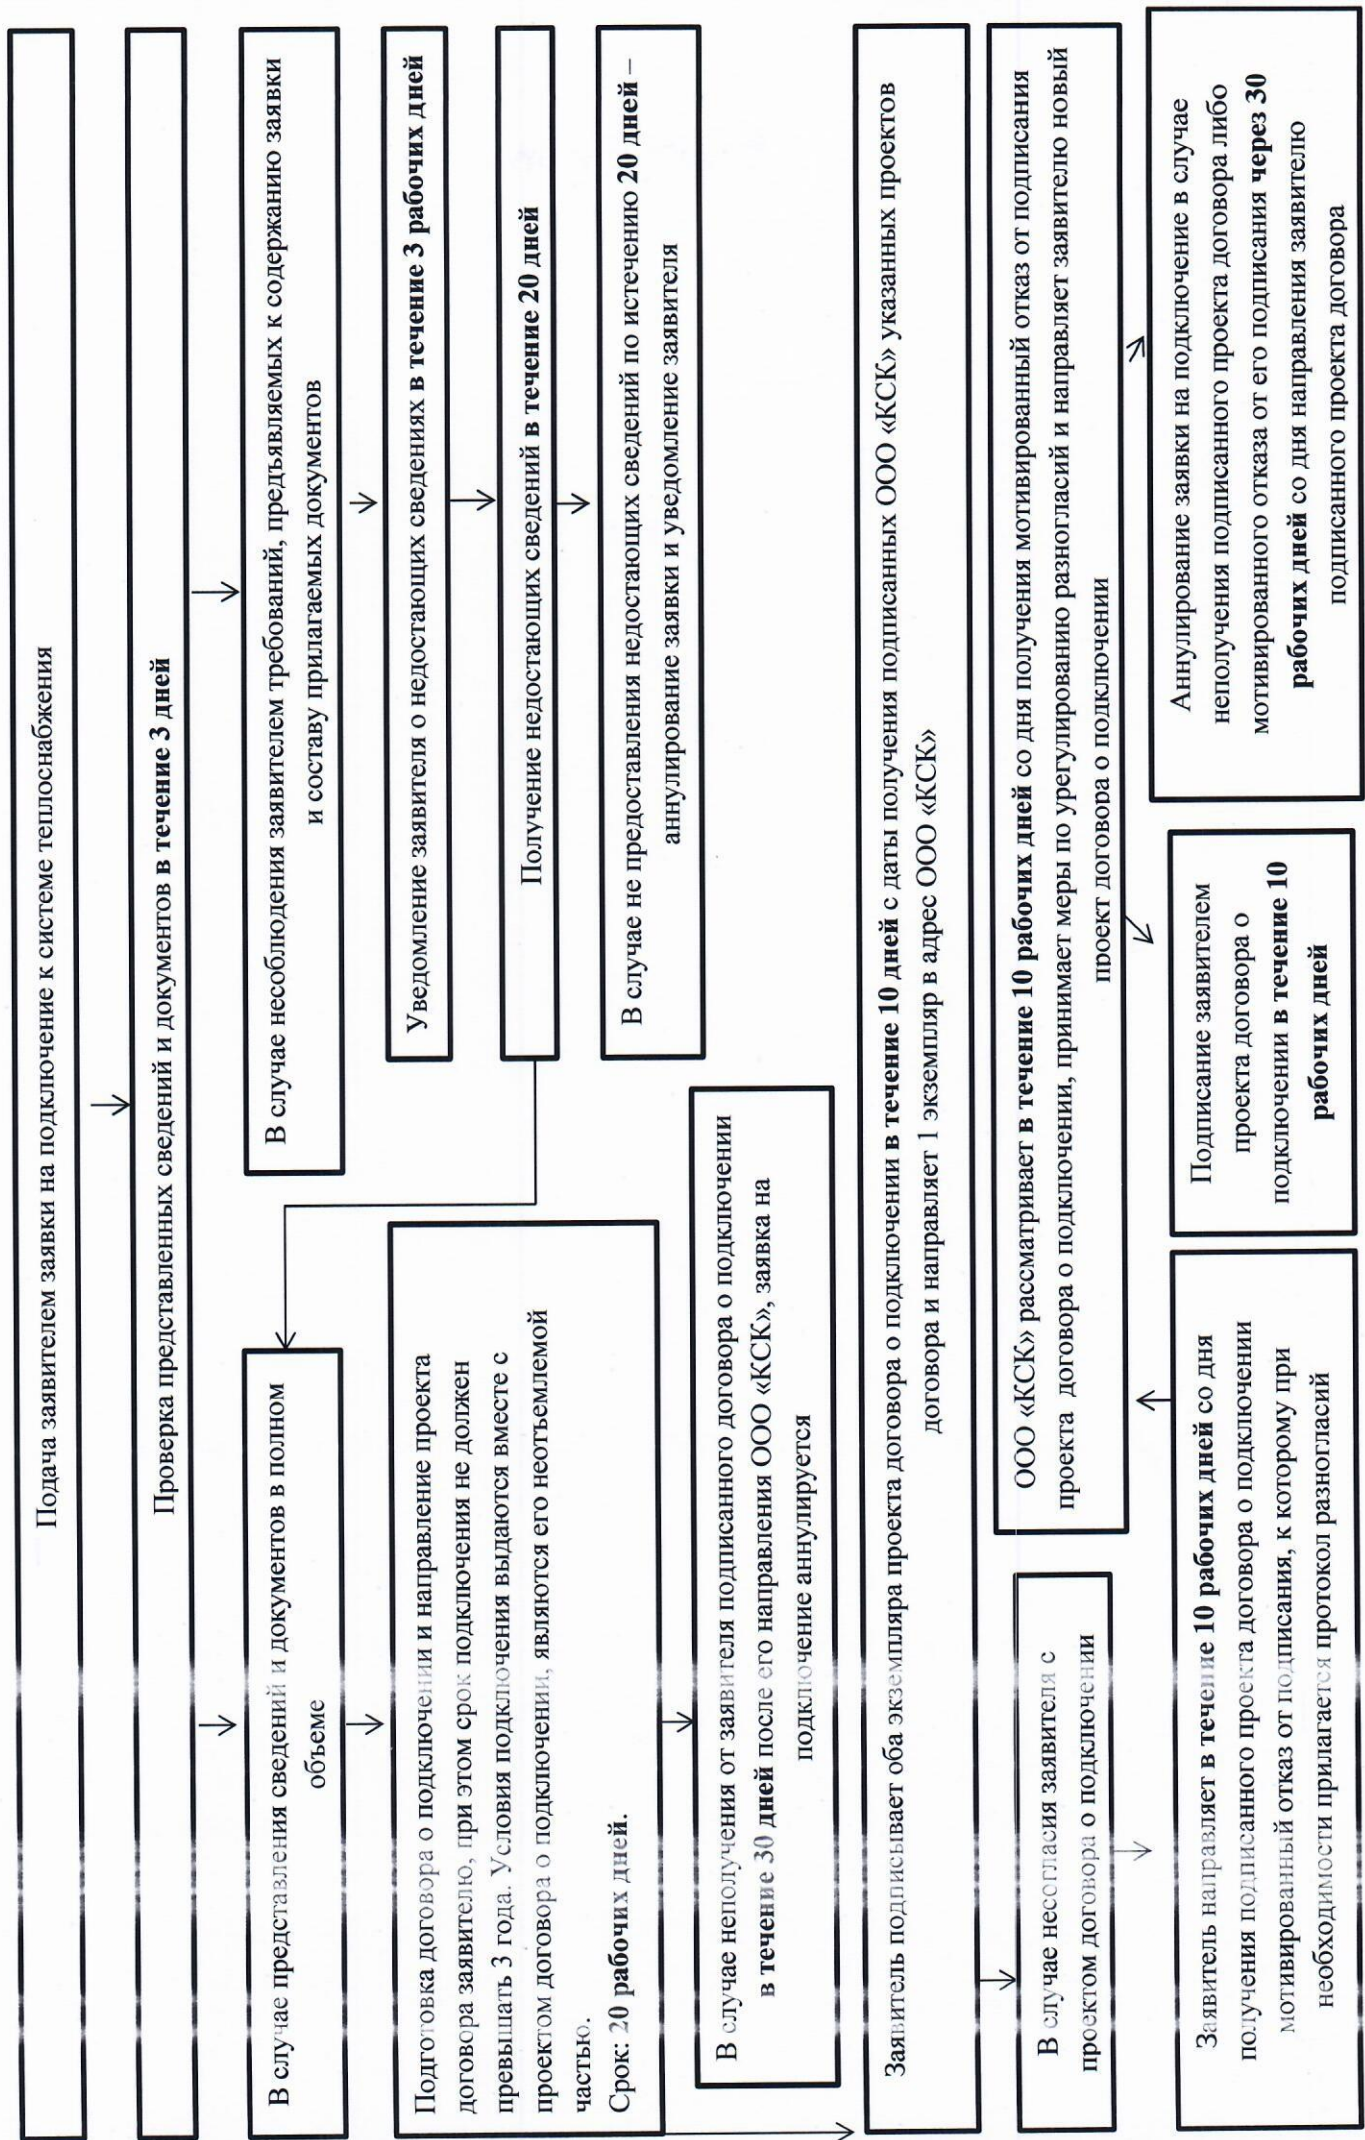 Подача заявителем заявки на подключение к системе теплоснабжения
Проверка представленных сведений и документов в течение 3 дней
В случае представления сведений и документов в полном
объеме
В случае несоблюдения заявителем требований, предъявляемых к содержанию заявки
и составу прилагаемых документов
Уведомление заявителя о недостающих сведениях в течение 3 рабочих дней
Получение недостающих сведений в течение 20 дней
В случае не предоставления недостающих сведений по истечению 20 дней –
аннулирование заявки и уведомление заявителя
Подготовка договора о подключении и направление проекта
договора заявителю, при этом срок подключения не должен
превышать 3 года. Условия подключения выдаются вместе с
проектом договора о подключении, являются его неотъемлемой
частью.
Срок: 20 рабочих дней.
В случае неполучения от заявителя подписанного договора о подключении
в течение 30 дней после его направления ООО «КСК», заявка на
подключение аннулируется
Заявитель подписывает оба экземпляра проекта договора о подключении в течение 10 дней с даты получения подписанных ООО «КСК» указанных проектов
договора и направляет 1 экземпляр в адрес ООО «КСК»
В случае несогласия заявителя с
проектом договора о подключении
ООО «КСК» рассматривает в течение 10 рабочих дней со дня получения мотивированный отказ от подписания
проекта договора о подключении, принимает меры по урегулированию разногласий и направляет заявителю новый
проект договора о подключении
Заявитель направляет в течение 10 рабочих дней со дня
получения подписанного проекта договора о подключении
мотивированный отказ от подписания, к которому при
необходимости прилагается протокол разногласий
Подписание заявителем
проекта договора о
подключении в течение 10
рабочих дней
Аннулирование заявки на подключение в случае
неполучения подписанного проекта договора либо
мотивированного отказа от его подписания через 30
рабочих дней со дня направления заявителю
подписанного проекта договора